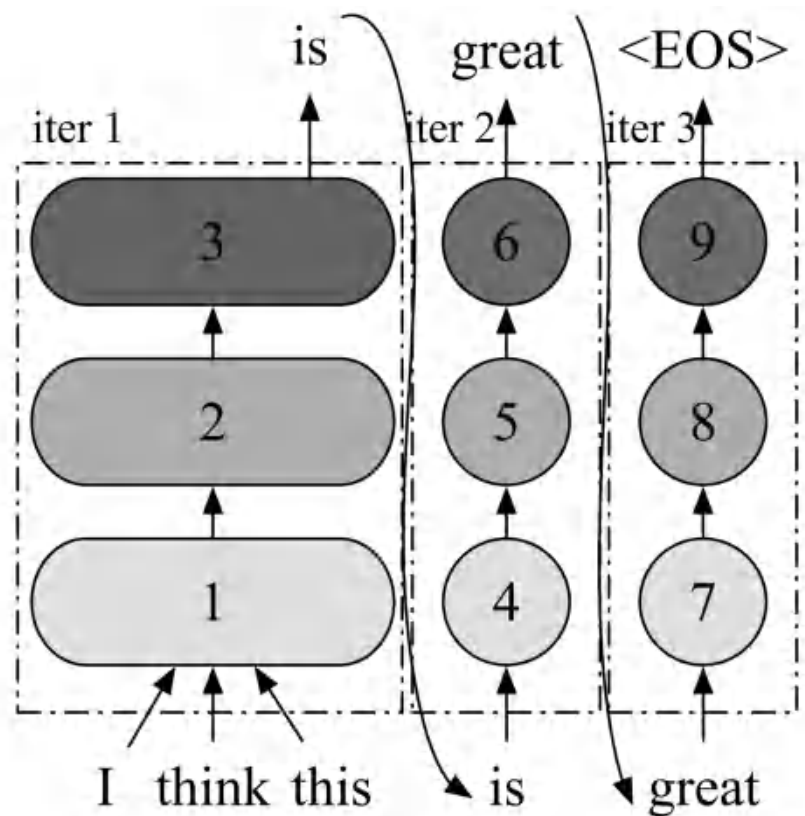 is great <EOS>
iter 1 iter 2 iter 3
3 6 9
2 5 8
1 4 7
I think this is great